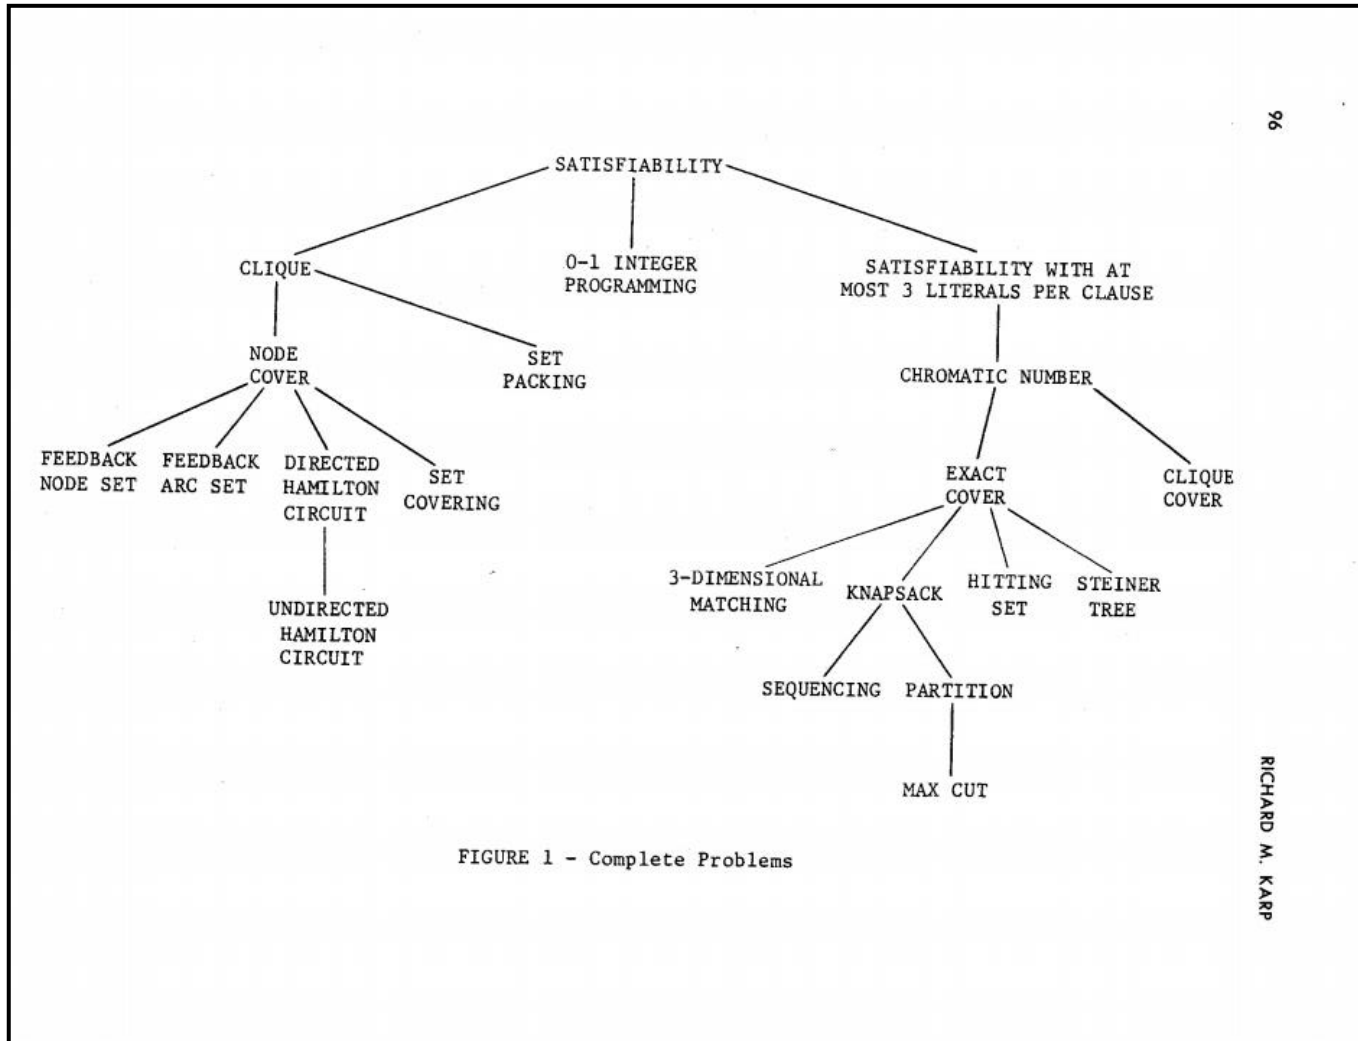 96
SATISFIABILITY
CLIQUE
0-1 INTEGER
PROGRAMMING
SATISFIABILITY WITH AT
MOST 3 LITERALS PER CLAUSE
NODE
COVER
SET
PACKING
CHROMATIC NUMBER
FEEDBACK
NODE SET
FEEDBACK
ARC SET
DIRECTED
HAMILTON
CIRCUIT
SET
COVERING
EXACT
COVER
CLIQUE
COVER
3-DIMENSIONAL
MATCHING
KNAPSACK
HITTING
SET
STEINER
TREE
UNDIRECTED
HAMILTON
CIRCUIT
SEQUENCING
PARTITION
MAX CUT
FIGURE 1 - Complete Problems
RICHARD M. KARP